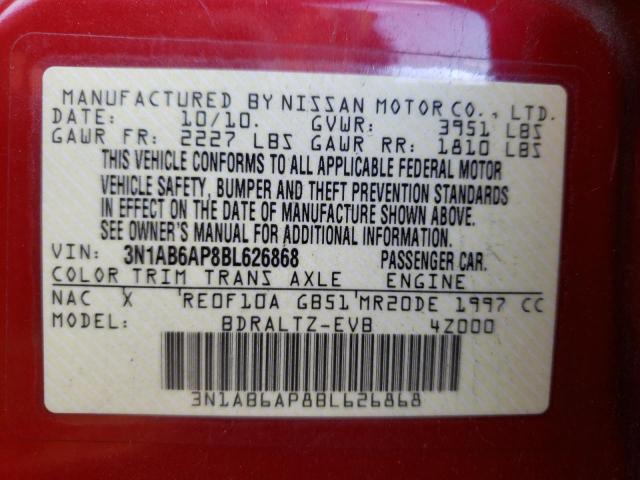 MANUFACTURED BY NISSAN MOTOR CO., LTD.
DATE: 10/10. GVWR: 3951 LBS
GAWR FR: 2227 LBS GAWR RR: 1810 LBS
THIS VEHICLE CONFORMS TO ALL APPLICABLE FEDERAL MOTOR
VEHICLE SAFETY, BUMPER AND THEFT PREVENTION STANDARDS
IN EFFECT ON THE DATE OF MANUFACTURE SHOWN ABOVE.
SEE OWNER'S MANUAL FOR ADDITIONAL INFORMATION.
VIN: 3N1AB6AP8BL626868 PASSENGER CAR.
COLOR TRIM TRANS AXLE ENGINE
NAC X RE0F10A GB51 MR20DE 1997 CC
MODEL: BDRALTZ-EVB 4Z000
3N1AB6AP8BL626868